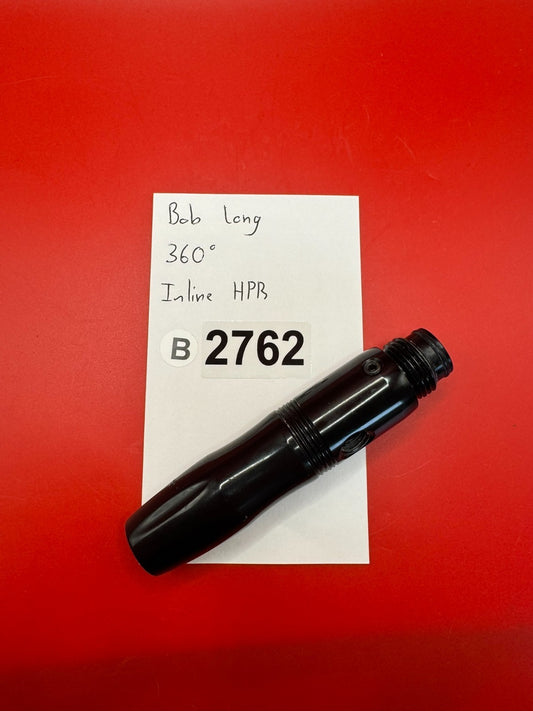 Bob Long
360°
Inline HPR
B 2762